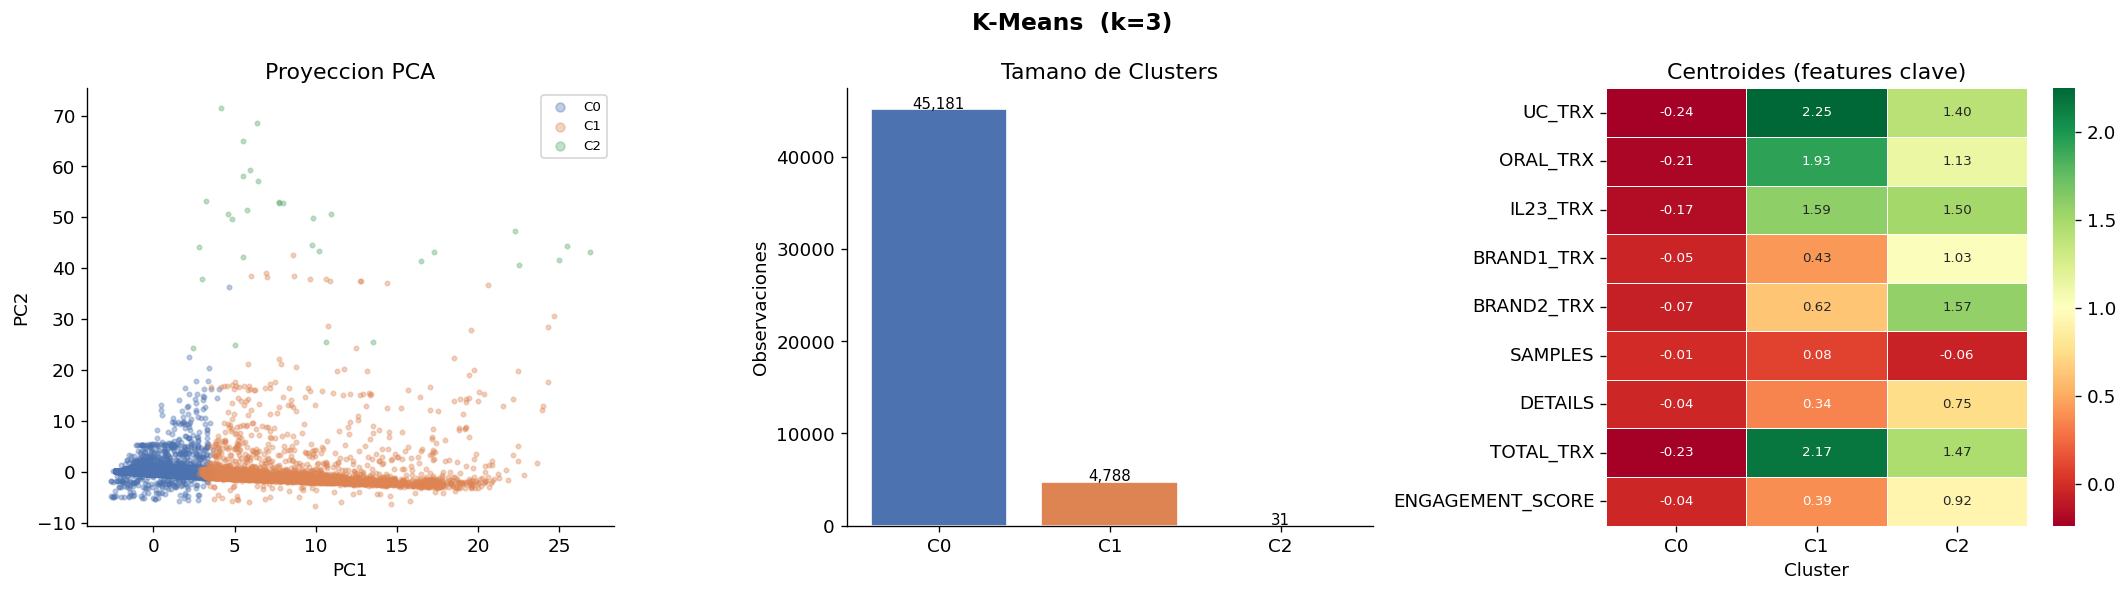 K-Means  (k=3)
Proyeccion PCA
70
60
50
40
30
20
10
0
−10
PC2
0 5 10 15 20 25
PC1
C0
C1
C2
Tamano de Clusters
40000
30000
20000
10000
0
Observaciones
45,181
4,788
31
C0 C1 C2
Centroides (features clave)
UC_TRX -0.24 2.25 1.40
ORAL_TRX -0.21 1.93 1.13
IL23_TRX -0.17 1.59 1.50
BRAND1_TRX -0.05 0.43 1.03
BRAND2_TRX -0.07 0.62 1.57
SAMPLES -0.01 0.08 -0.06
DETAILS -0.04 0.34 0.75
TOTAL_TRX -0.23 2.17 1.47
ENGAGEMENT_SCORE -0.04 0.39 0.92
C0 C1 C2
Cluster
2.0
1.5
1.0
0.5
0.0